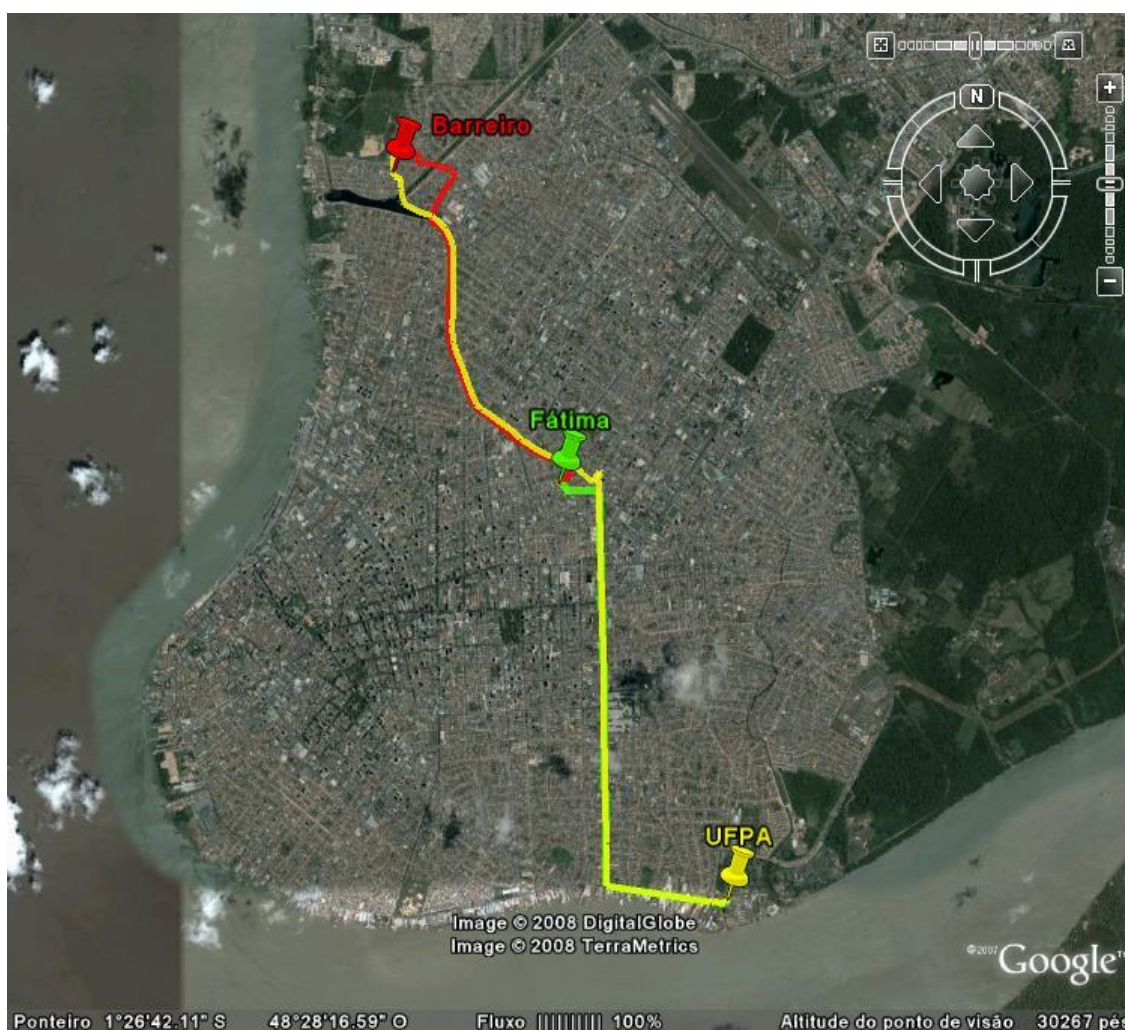 N
Barreiro
Fátima
UFPA
Image © 2008 DigitalGlobe
Image © 2008 TerraMetrics
©2007 Google™
Ponteiro 1°26'42.11" S 48°28'16.59" O Fluxo 100% Altitude do ponto de visão 30267 pés